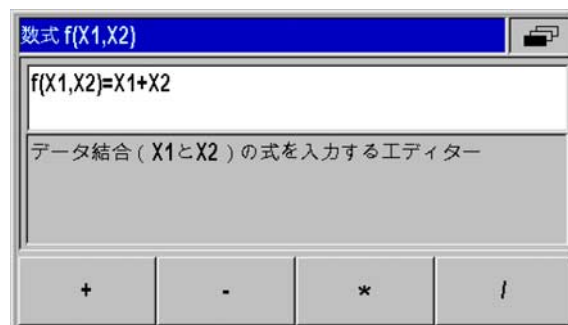 数式 f(X1,X2)
f(X1,X2)=X1+X2
データ結合 ( X1とX2 ) の式を入力するエディター
+ - * /